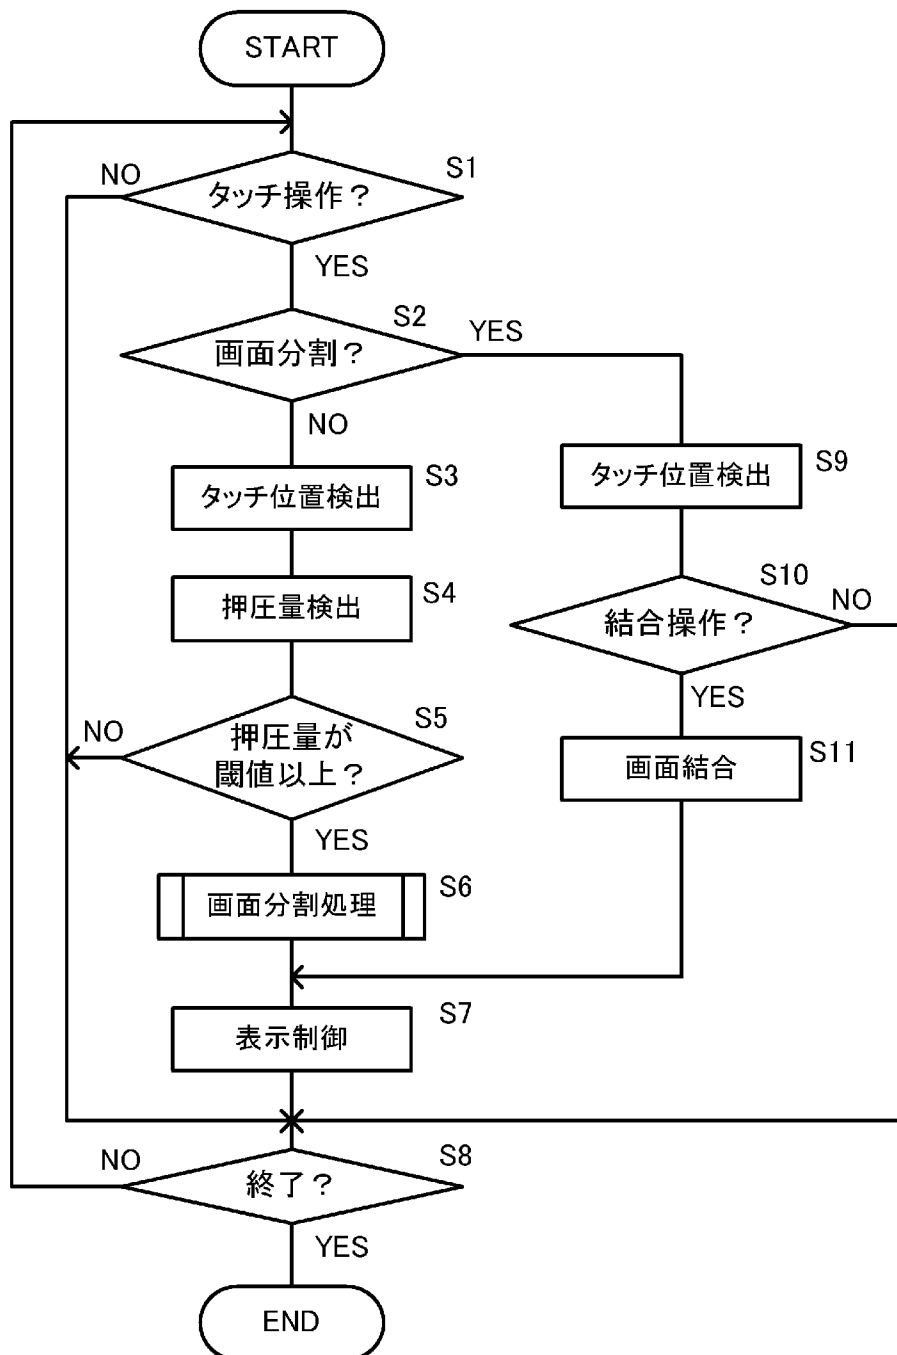 START
NO
S1
タッチ操作？
YES
S2
YES
画面分割？
NO
S3
タッチ位置検出
S9
タッチ位置検出
S4
押圧量検出
S10
NO
結合操作？
YES
NO
S5
押圧量が
閾値以上？
S11
画面結合
YES
S6
画面分割処理
S7
表示制御
NO
S8
終了？
YES
END